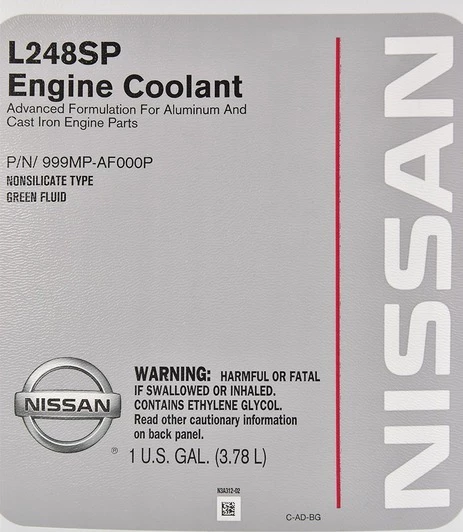 L248SP
Engine Coolant
Advanced Formulation For Aluminum And
Cast Iron Engine Parts
P/N/ 999MP-AF000P
NONSILICATE TYPE
GREEN FLUID
NISSAN
NISSAN
®
WARNING: HARMFUL OR FATAL
IF SWALLOWED OR INHALED.
CONTAINS ETHYLENE GLYCOL.
Read other cautionary information
on back panel.
1 U.S. GAL. (3.78 L)
N3A312-02
C-AD-BG